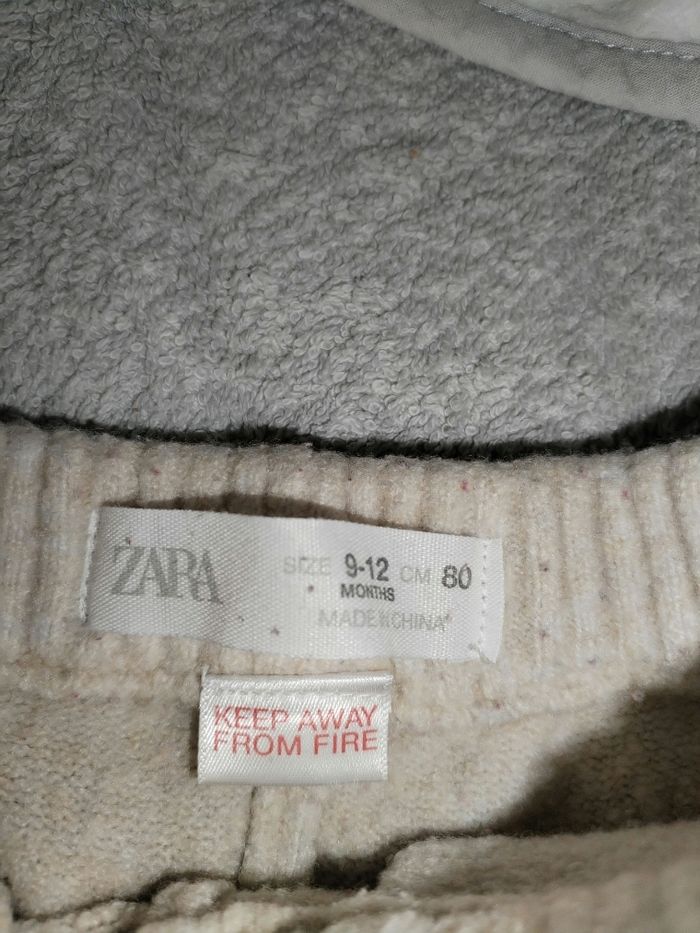 ZARA
SIZE 9-12 CM 80
MONTHS
MADE IN CHINA
KEEP AWAY
FROM FIRE